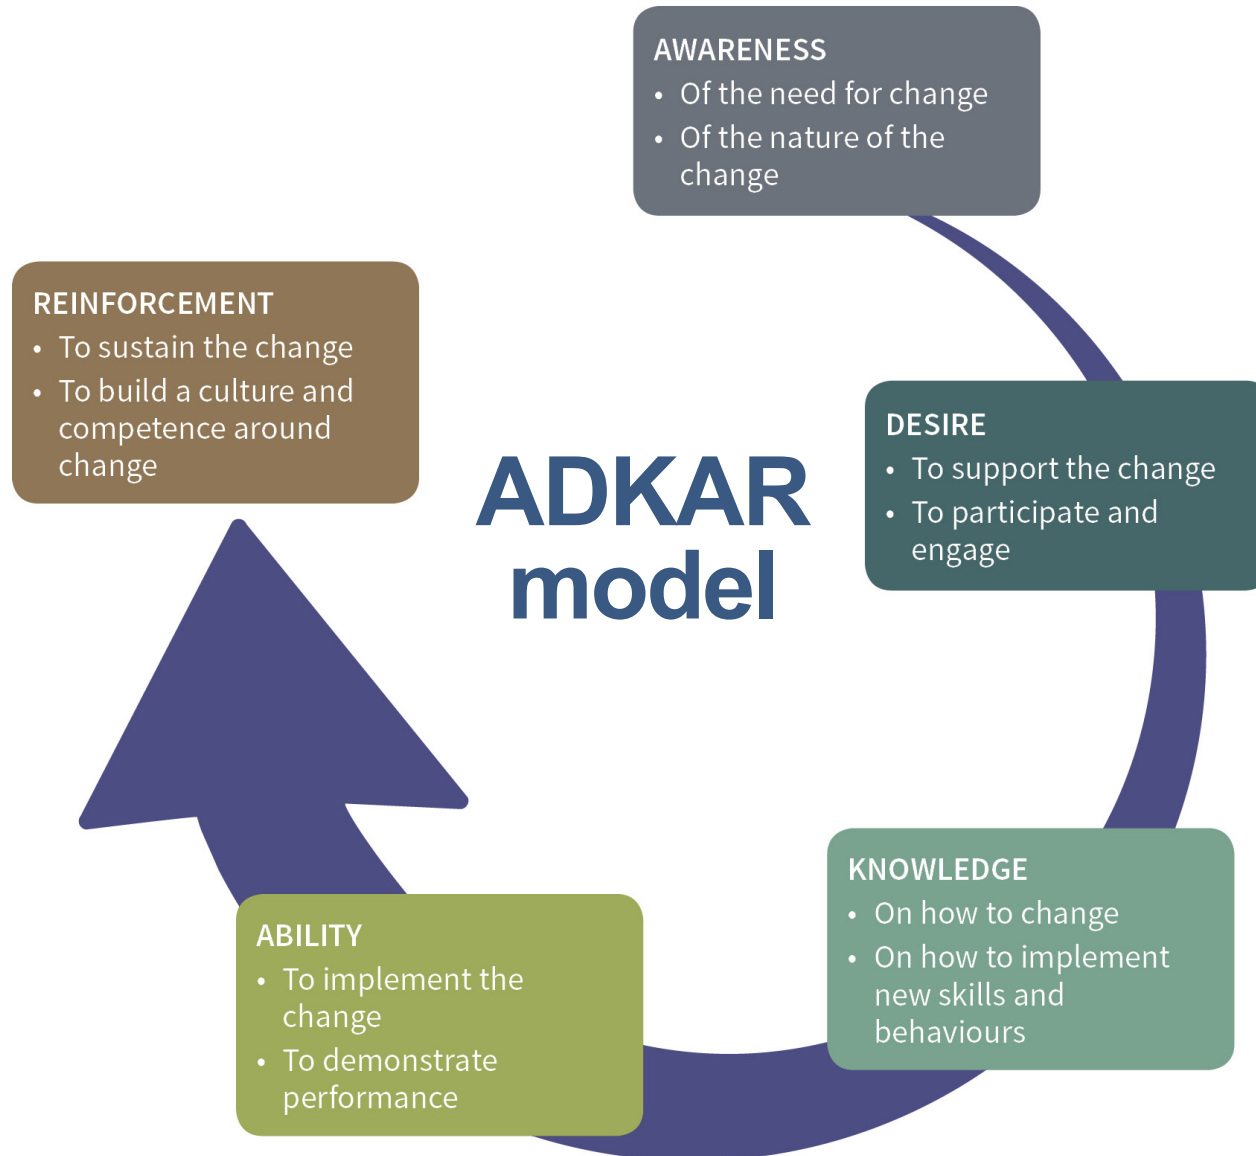 AWARENESS
• Of the need for change
• Of the nature of the
change
DESIRE
• To support the change
• To participate and
engage
KNOWLEDGE
• On how to change
• On how to implement
new skills and
behaviours
ABILITY
• To implement the
change
• To demonstrate
performance
REINFORCEMENT
• To sustain the change
• To build a culture and
competence around
change
ADKAR
model